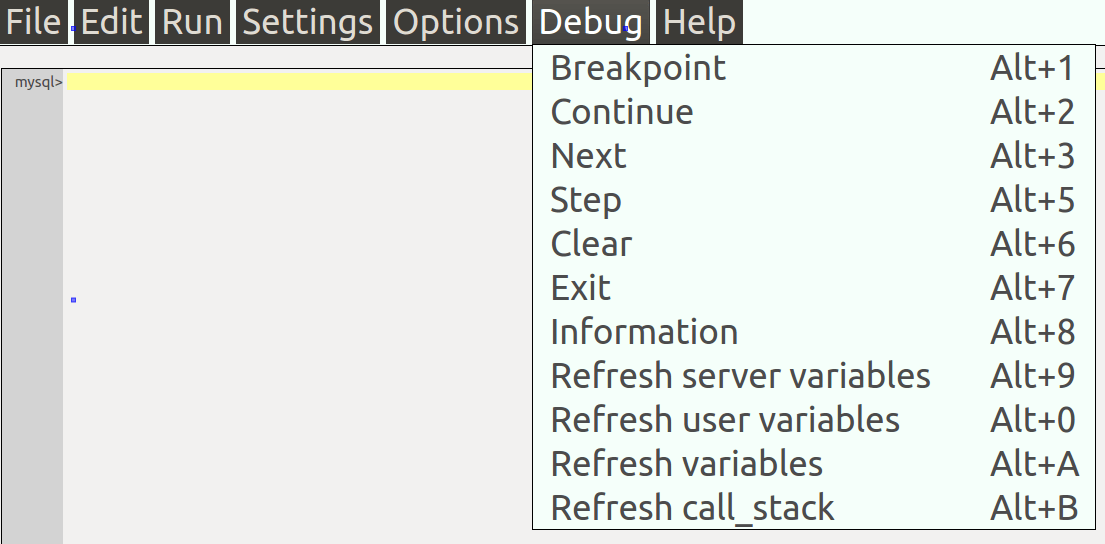 File Edit Run Settings Options Debug Help
mysql>
Breakpoint Alt+1
Continue Alt+2
Next Alt+3
Step Alt+5
Clear Alt+6
Exit Alt+7
Information Alt+8
Refresh server variables Alt+9
Refresh user variables Alt+0
Refresh variables Alt+A
Refresh call_stack Alt+B